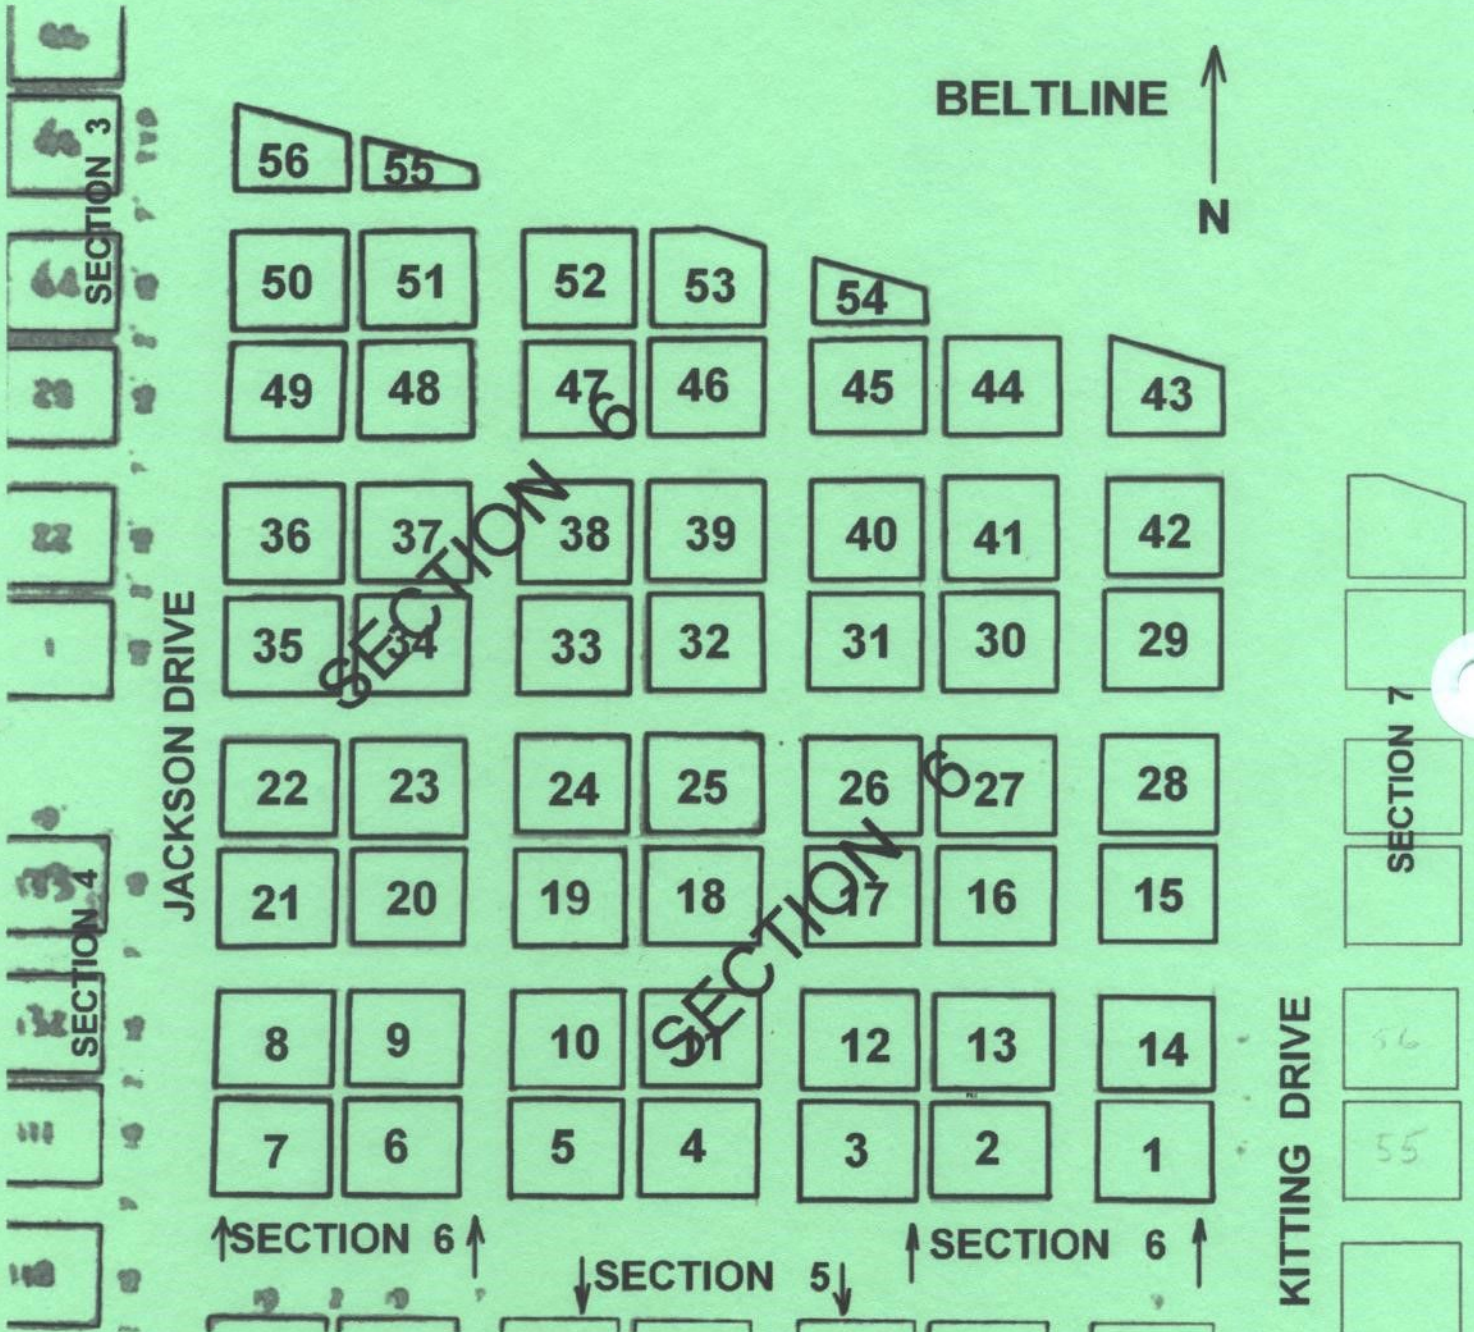 BELTLINE
N
SECTION 3
56 55
50 51 52 53 54
49 48 47 46 45 44 43
SECTION 6
36 37 38 39 40 41 42
35 34 33 32 31 30 29
JACKSON DRIVE
SECTION 7
22 23 24 25 26 27 28
21 20 19 18 17 16 15
SECTION 6
SECTION 4
8 9 10 11 12 13 14
56
7 6 5 4 3 2 1
55
KITTING DRIVE
SECTION 6
SECTION 6
SECTION 5